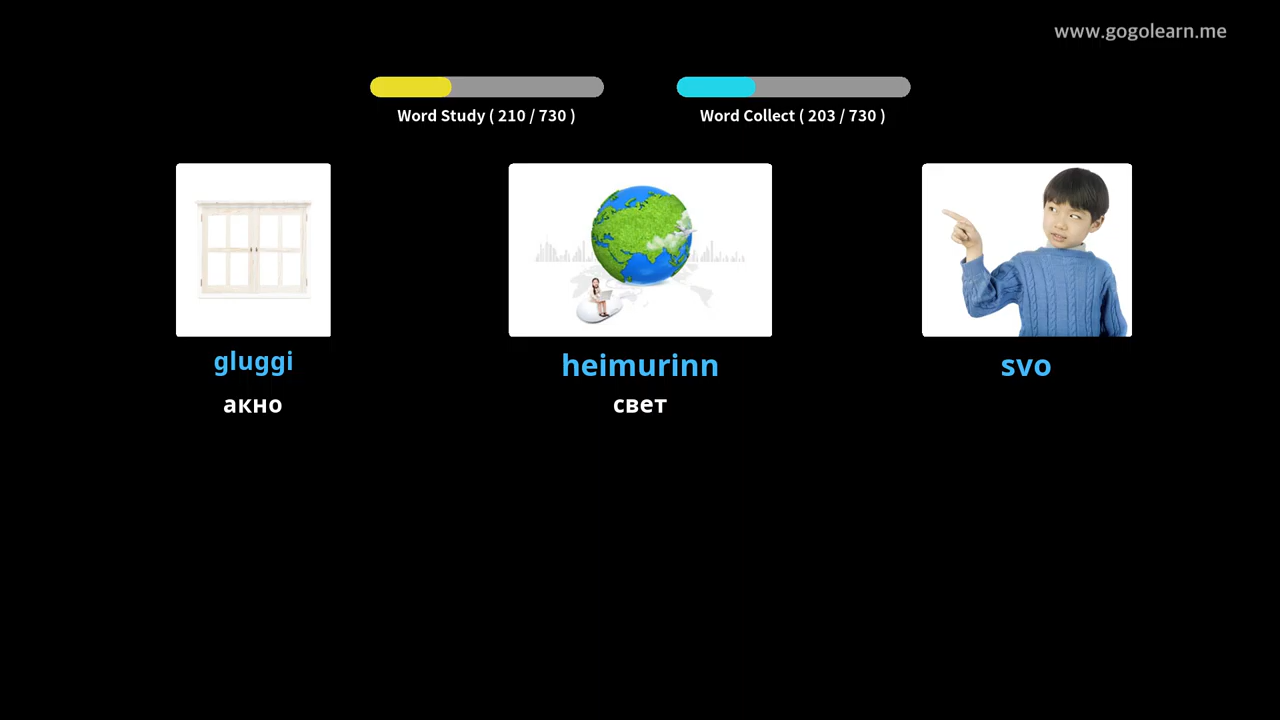 www.gogolearn.me
Word Study ( 210 / 730 )
Word Collect ( 203 / 730 )
gluggi
heimurinn
svo
акно
свет